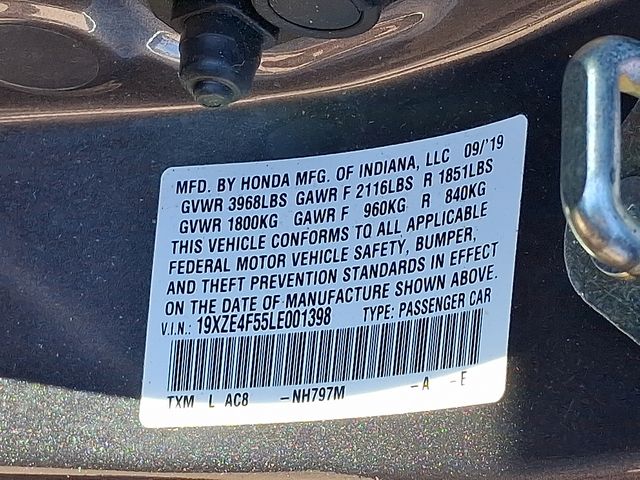 MFD. BY HONDA MFG. OF INDIANA, LLC 09/'19
GVWR 3968LBS GAWR F 2116LBS R 1851LBS
GVWR 1800KG GAWR F 960KG R 840KG
THIS VEHICLE CONFORMS TO ALL APPLICABLE
FEDERAL MOTOR VEHICLE SAFETY, BUMPER,
AND THEFT PREVENTION STANDARDS IN EFFECT
ON THE DATE OF MANUFACTURE SHOWN ABOVE.
V.I.N.: 19XZE4F55LE001398 TYPE: PASSENGER CAR
TXM L AC8 -NH797M -A -E